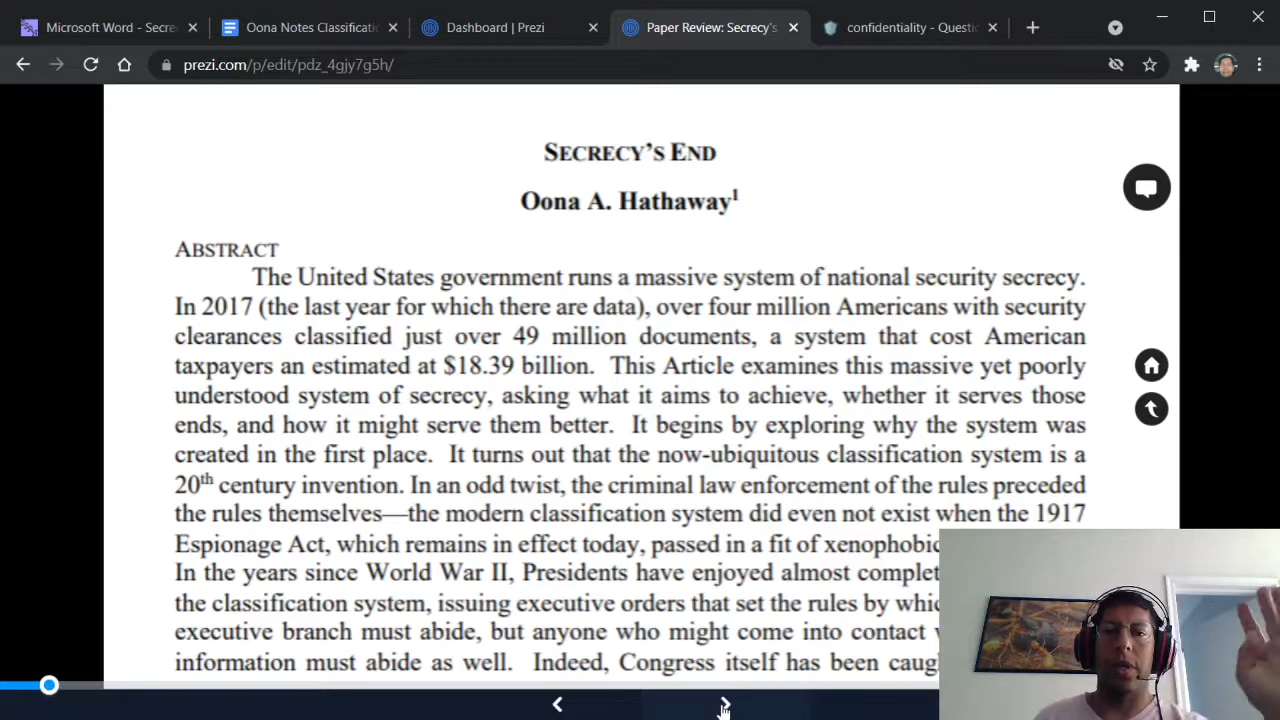 Microsoft Word - Secre
Oona Notes Classificati
Dashboard | Prezi
Paper Review: Secrecy's
confidentiality - Questi
prezi.com/p/edit/pdz_4gjy7g5h/
SECRECY'S END
Oona A. Hathaway1
ABSTRACT
The United States government runs a massive system of national security secrecy.
In 2017 (the last year for which there are data), over four million Americans with security
clearances classified just over 49 million documents, a system that cost American
taxpayers an estimated at $18.39 billion. This Article examines this massive yet poorly
understood system of secrecy, asking what it aims to achieve, whether it serves those
ends, and how it might serve them better. It begins by exploring why the system was
created in the first place. It turns out that the now-ubiquitous classification system is a
20th century invention. In an odd twist, the criminal law enforcement of the rules preceded
the rules themselves—the modern classification system did even not exist when the 1917
Espionage Act, which remains in effect today, passed in a fit of xenophobic
In the years since World War II, Presidents have enjoyed almost complet
the classification system, issuing executive orders that set the rules by whic
executive branch must abide, but anyone who might come into contact
information must abide as well. Indeed, Congress itself has been caug